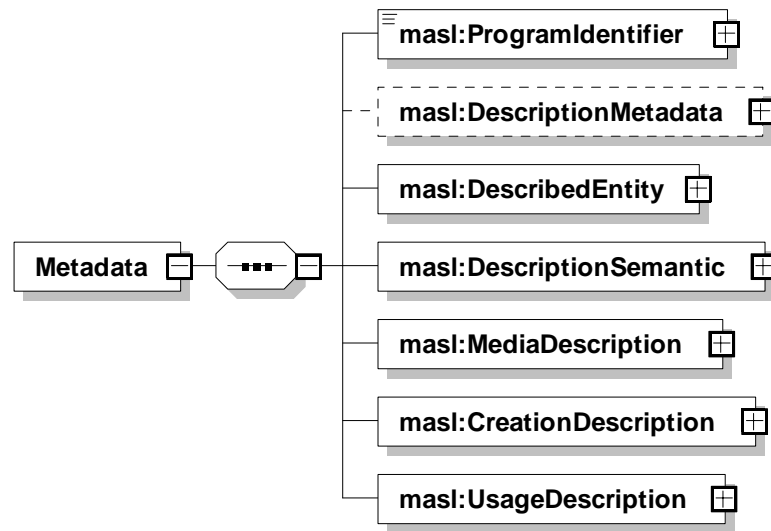 masl:ProgramIdentifier
masl:DescriptionMetadata
masl:DescribedEntity
Metadata
masl:DescriptionSemantic
masl:MediaDescription
masl:CreationDescription
masl:UsageDescription